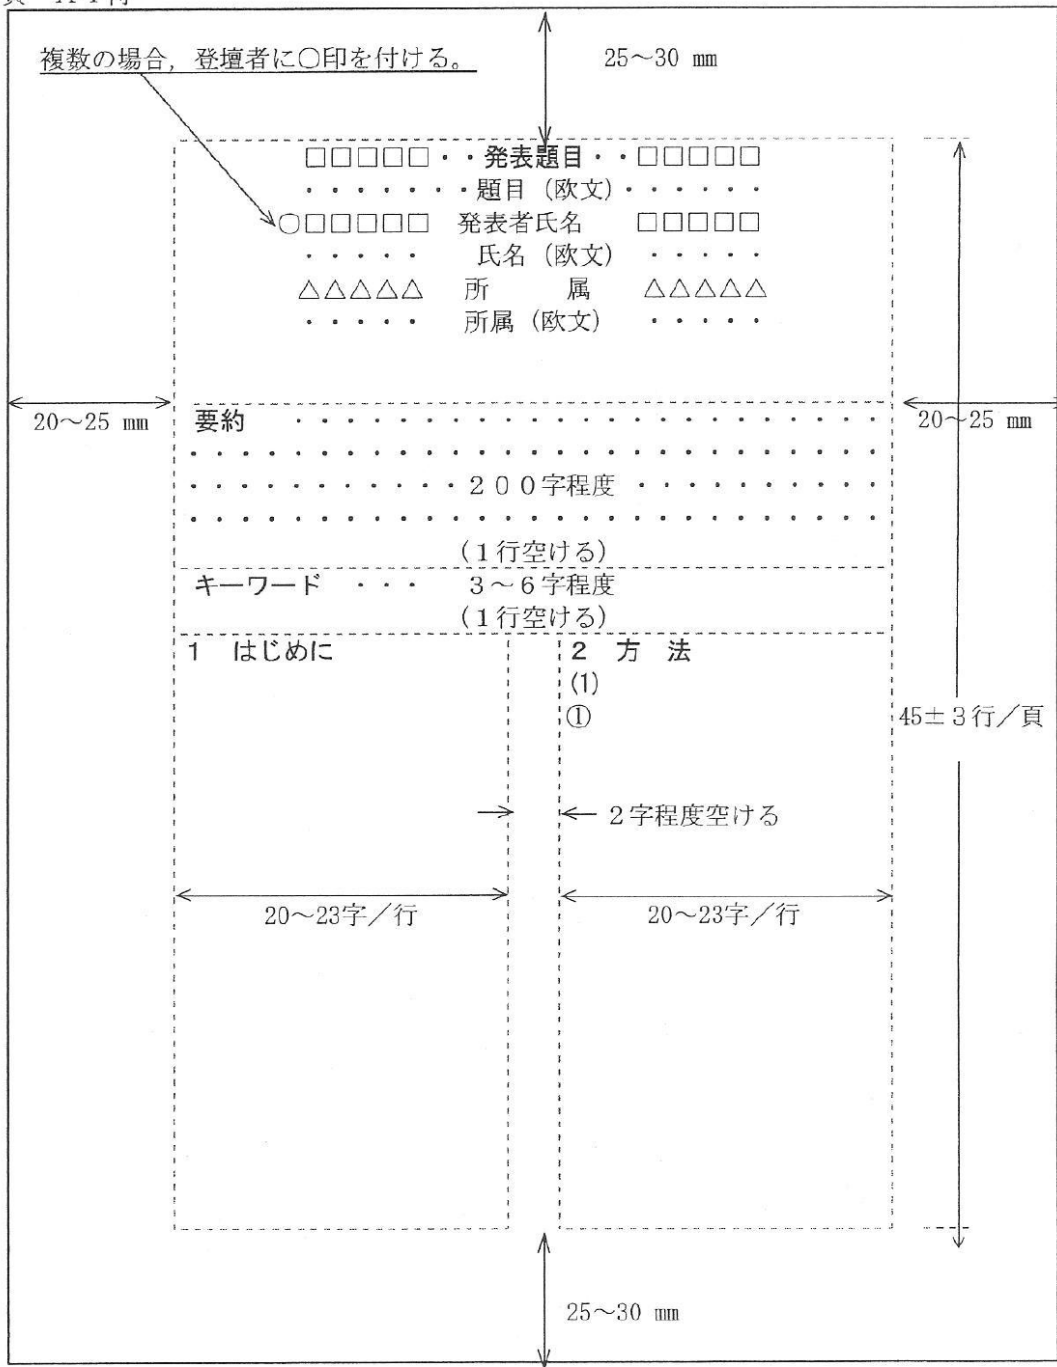 複数の場合，登壇者に○印を付ける。
25～30 mm
□□□□□・・発表題目・・□□□□□
・・・・・・・題目（欧文）・・・・・・
○□□□□□　発表者氏名　□□□□□
・・・・・　氏名（欧文）　・・・・・
△△△△△　所　　属　△△△△△
・・・・・　所属（欧文）　・・・・・
20～25 mm
20～25 mm
要約　・・・・・・・・・・・・・・・・・・・・・・・
・・・・・・・・・・・・・・・・・・・・・・・・・・・
・・・・・・・・・・・２００字程度・・・・・・・・・・
・・・・・・・・・・・・・・・・・・・・・・・・・・・
（１行空ける）
キーワード　・・・　３～６字程度
（１行空ける）
1　はじめに
2　方　法
(1)
①
45±３行／頁
２字程度空ける
20～23字／行
20～23字／行
25～30 mm